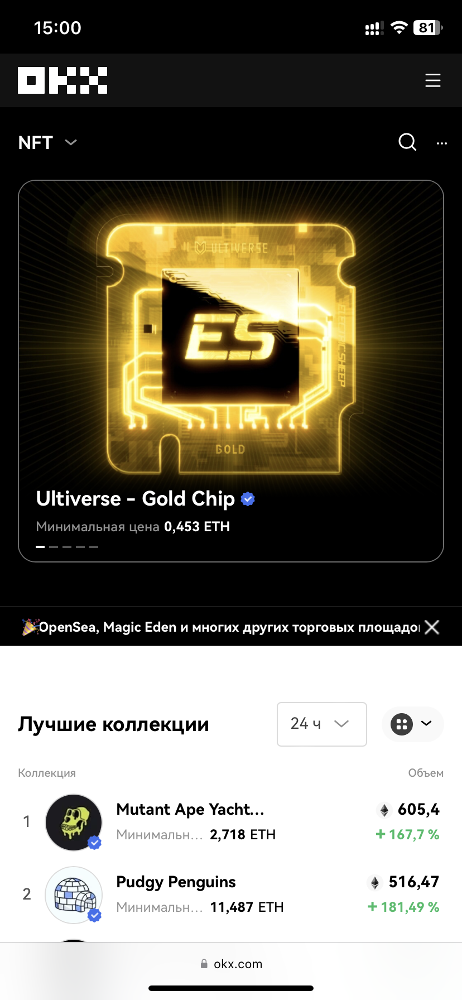 15:00
81
OKX
NFT
ULTIVERSE
ES
ELECTRIC SHEEP
GOLD
Ultiverse - Gold Chip
Минимальная цена 0,453 ETH
🎉OpenSea, Magic Eden и многих других торговых площадо
Лучшие коллекции
24 ч
Коллекция
Объем
1
Mutant Ape Yacht...
605,4
Минимальн... 2,718 ETH
+ 167,7 %
2
Pudgy Penguins
516,47
Минимальн... 11,487 ETH
+ 181,49 %
okx.com